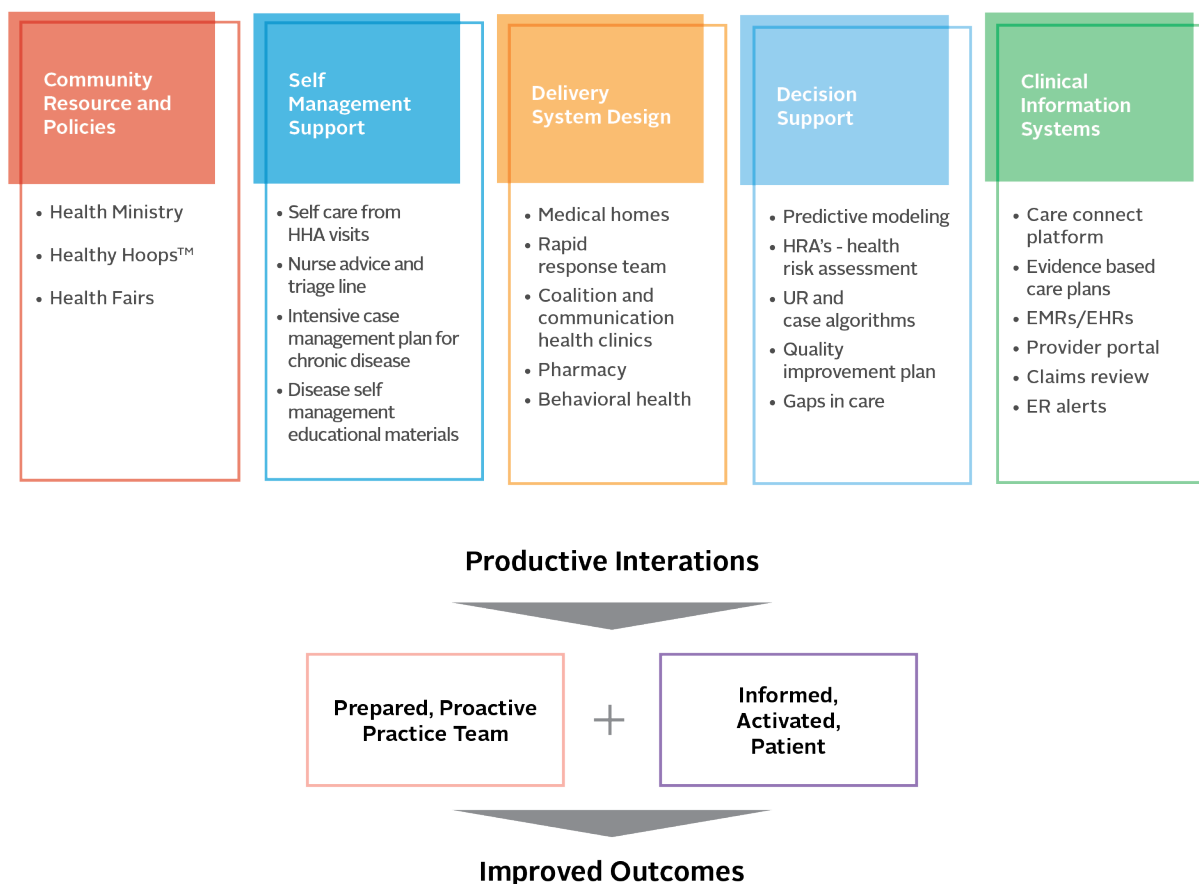 Community
Resource and
Policies
• Health Ministry
• Healthy Hoops™
• Health Fairs
Self
Management
Support
• Self care from
HHA visits
• Nurse advice and
triage line
• Intensive case
management plan for
chronic disease
• Disease self
management
educational materials
Delivery
System Design
• Medical homes
• Rapid
response team
• Coalition and
communication
health clinics
• Pharmacy
• Behavioral health
Decision
Support
• Predictive modeling
• HRA's - health
risk assessment
• UR and
case algorithms
• Quality
improvement plan
• Gaps in care
Clinical
Information
Systems
• Care connect
platform
• Evidence based
care plans
• EMRs/EHRs
• Provider portal
• Claims review
• ER alerts
Productive Interations
Prepared, Proactive
Practice Team
+
Informed,
Activated,
Patient
Improved Outcomes